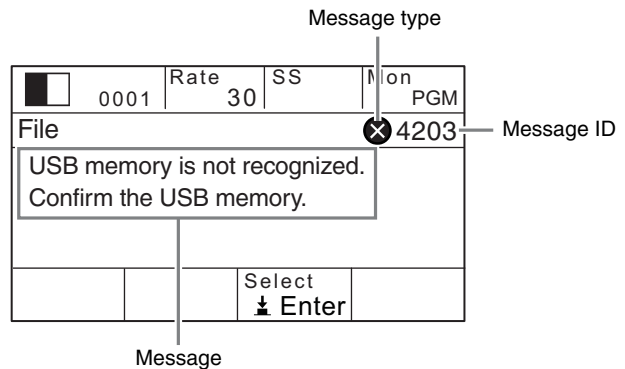 Message type
Rate SS Mon
0001 30 PGM
File 4203 Message ID
USB memory is not recognized.
Confirm the USB memory.
Select
Enter
Message